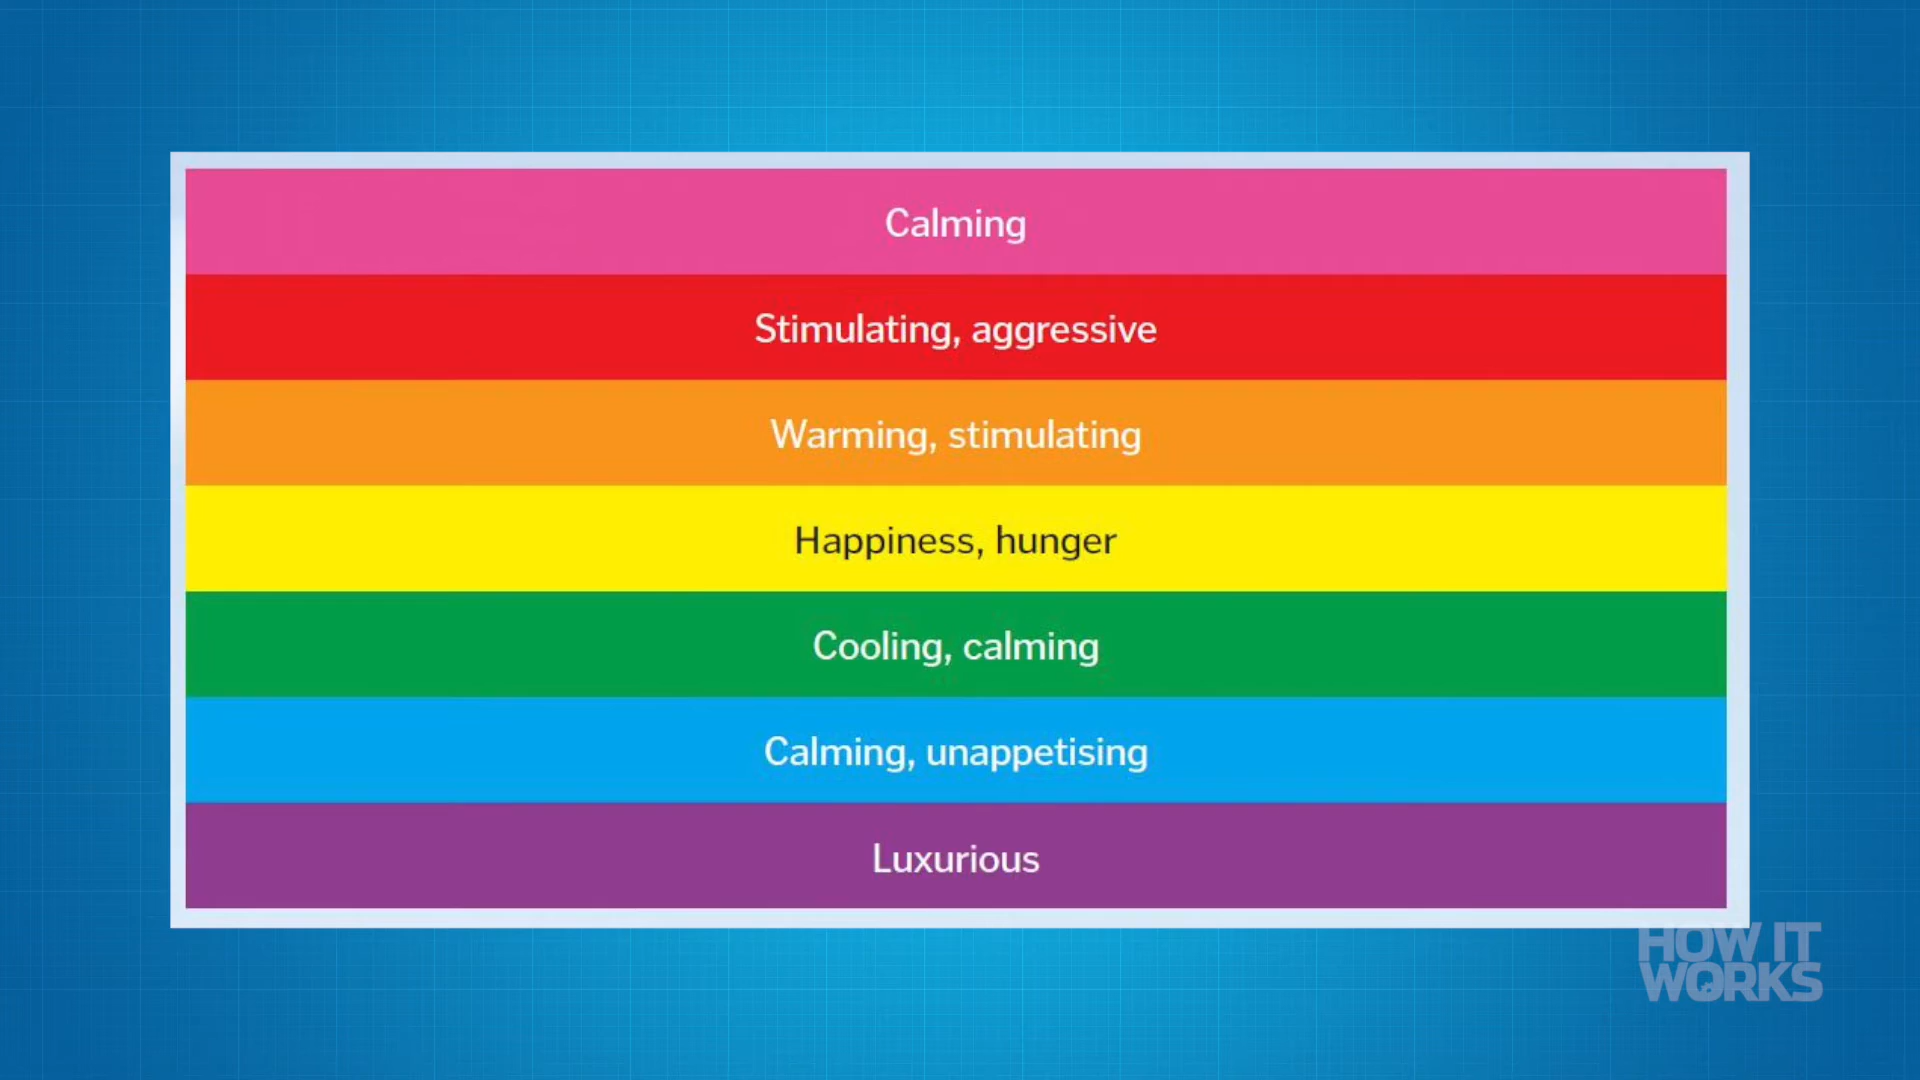 Calming
Stimulating, aggressive
Warming, stimulating
Happiness, hunger
Cooling, calming
Calming, unappetising
Luxurious
HOW IT
WORKS